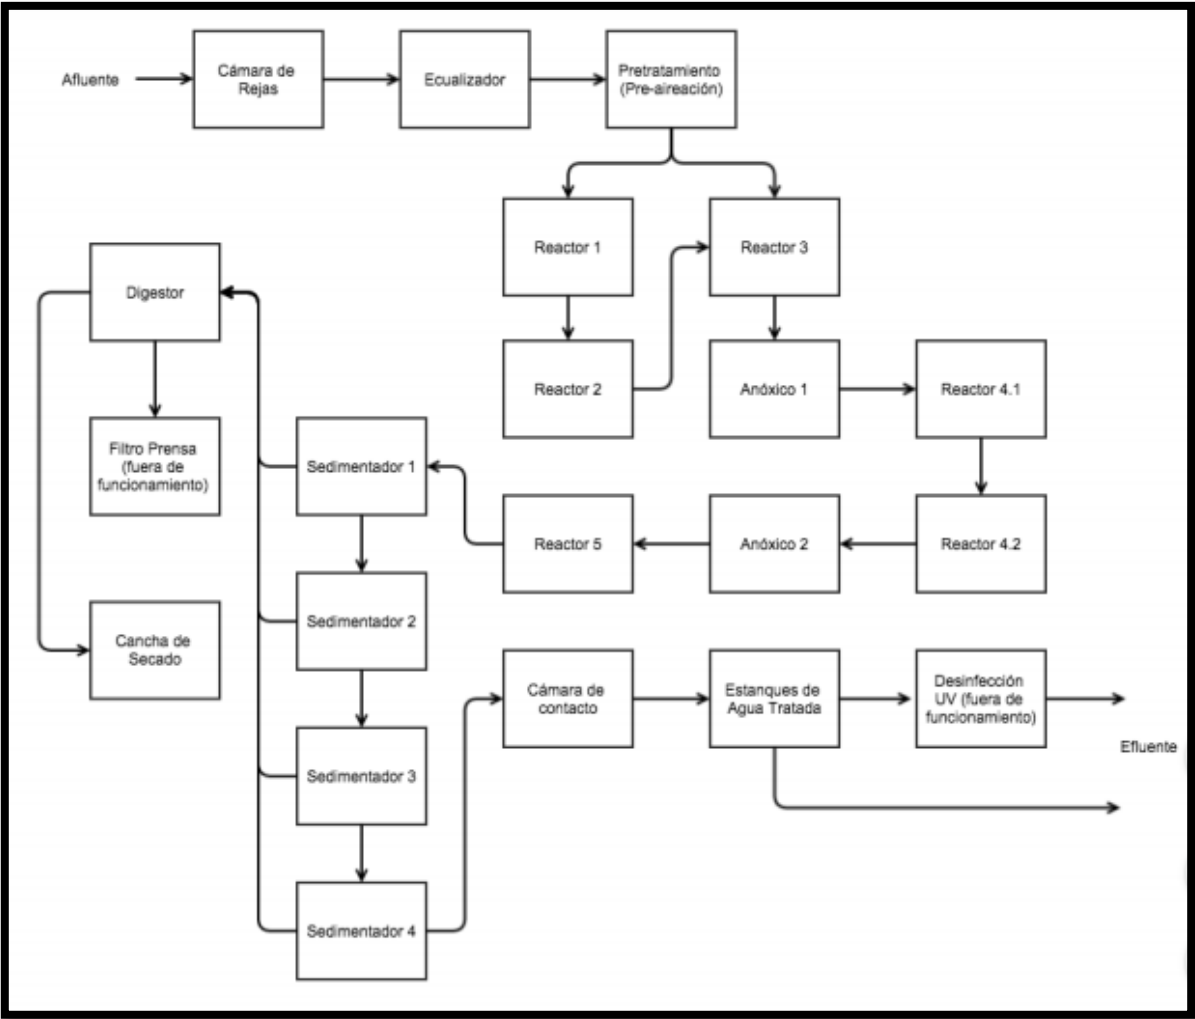 Afluente
Cámara de
Rejas
Ecualizador
Pretratamiento
(Pre-aireación)
Reactor 1
Reactor 3
Digestor
Reactor 2
Anóxico 1
Reactor 4.1
Filtro Prensa
(fuera de
funcionamiento)
Sedimentador 1
Reactor 5
Anóxico 2
Reactor 4.2
Sedimentador 2
Cancha de
Secado
Cámara de
contacto
Estanques de
Agua Tratada
Desinfección
UV (fuera de
funcionamiento)
Efluente
Sedimentador 3
Sedimentador 4